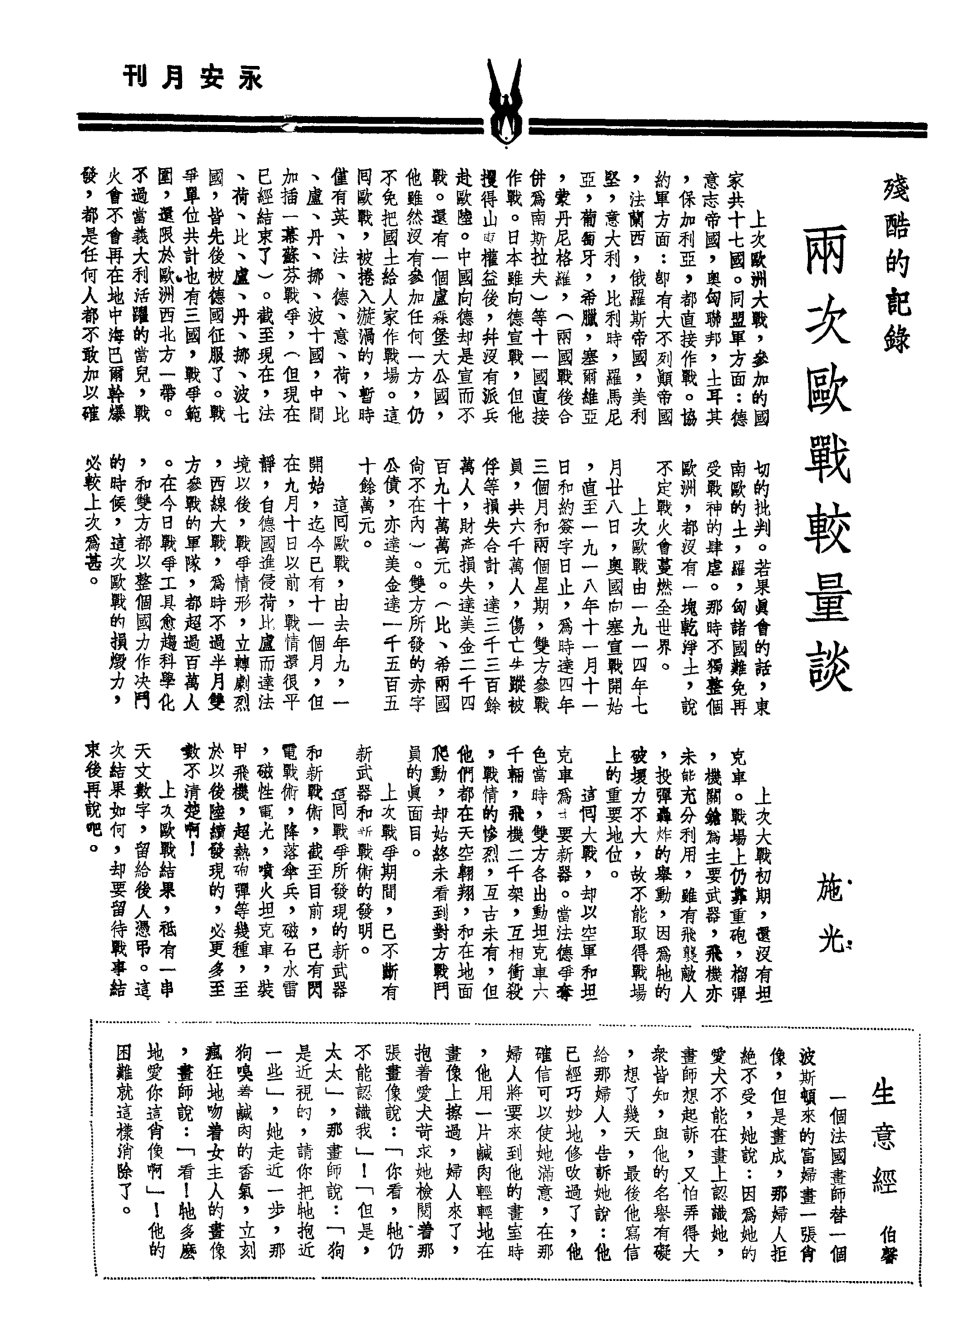 永安月刊
殘酷的記錄
兩次歐戰較量談
施光
上次歐洲大戰，參加的國
家共十七國。同盟軍方面：德
意志帝國，奥匈聯邦，土耳其
，保加利亞，都直接作戰。協
約軍方面：即有大不列顛帝國
，法蘭西，俄羅斯帝國，美利
堅，意大利，比利時，羅馬尼
亞，葡萄牙，希臘，塞爾維亞
，蒙丹尼格羅，（兩國戰後合
併爲南斯拉夫）等十一國直接
作戰。日本雖向德宣戰，但他
攫得山東權益後，幷沒有派兵
赴歐陸。中國向德却是宣而不
戰。還有一個盧森堡大公國，
他雖然沒有參加任何一方，仍
不免把國土給人家作戰場。這
囘歐戰，被捲入漩渦的，暫時
僅有英、法、德、意、荷、比
、盧、丹、挪、波十國，中間
加插一幕蘇芬戰爭，（但現在
已經結束了）。截至現在，法
、荷、比、盧、丹、挪、波七
國，皆先後被德國征服了。戰
爭單位共計也有三國，戰爭範
圍，還限於歐洲西北方一帶。
不過當義大利活躍的當兒，戰
火會不會再在地中海巴爾幹爆
發，都是任何人都不敢加以確
切的批判。若果眞會的話，東
南歐的土，羅，匈諸國難免再
受戰神的肆虐。那時不獨整個
歐洲，都沒有一塊乾淨土，說
不定戰火會蔓燃全世界。
上次歐戰由一九一四年七
月廿八日，奧國向塞宣戰開始
，直至一九一八年十一月十一
日和約簽字日止，爲時達四年
三個月和兩個星期，雙方參戰
員，共六千萬人，傷亡失蹤被
俘等損失合計，達三千三百餘
萬人，財產損失達美金二千四
百九十萬萬元。（比、希兩國
尙不在內）。雙方所發的赤字
公債，亦達美金達一千五百五
十餘萬元。
這囘歐戰，由去年九，一
開始，迄今已有十一個月，但
在九月十日以前，戰情還很平
靜，自德國進侵荷比盧而達法
境以後，戰爭情形，立轉劇烈
，西線大戰，爲時不過半月雙
方參戰的軍隊，都超過百萬人
。在今日戰爭工具愈趨科學化
，和雙方都以整個國力作决鬥
的時候，這次歐戰的損燬力，
必較上次爲甚。
上次大戰初期，還沒有坦
克車。戰場上仍靠重砲，榴彈
，機關鎗爲主要武器，飛機亦
未能充分利用，雖有飛襲敵人
，投彈轟炸的舉動，因爲牠的
破壞力不大，故不能取得戰場
上的重要地位。
這囘大戰，却以空軍和坦
克車爲主要新器。當法德爭奪
色當時，雙方各出動坦克車六
千輛，飛機二千架，互相衝殺
，戰情的慘烈，互古未有，但
他們都在天空翱翔，和在地面
爬動，却始終未看到對方戰鬥
員的眞面目。
上次戰爭期間，已不斷有
新武器和新戰術的發明。
這囘戰爭所發現的新武器
和新戰術，截至目前，已有閃
電戰術，降落傘兵，磁石水雷
，磁性電光，噴火坦克車，裝
甲飛機，超熱砲彈等幾種，至
於以後陸續發現的，必更多至
數不清楚啊！
上次歐戰結果，祗有一串
天文數字，留給後人憑弔。這
次結果如何，却要留待戰事結
束後再說吧。
生意經
伯馨
一個法國畫師替一個
波斯頓來的富婦畫一張肖
像，但是畫成，那婦人拒
絶不受，她說：因爲她的
愛犬不能在畫上認識她，
畫師想起訴，又怕弄得大
衆皆知，與他的名譽有礙
，想了幾天，最後他寫信
給那婦人，告訴她說：他
已經巧妙地修改過了，他
確信可以使她滿意，在那
婦人將要來到他的畫室時
，他用一片鹹肉輕輕地在
畫像上擦過，婦人來了，
抱着愛犬苛求她檢閱着那
張畫像說：「你看，牠仍
不能認識我」！「但是，
太太」，那畫師說：「狗
是近視的，請你把牠抱近
一些」，她走近一步，那
狗嗅着鹹肉的香氣，立刻
瘋狂地吻着女主人的畫像
，畫師說：「看！牠多麽
地愛你這肖像啊」！他的
困難就這樣消除了。